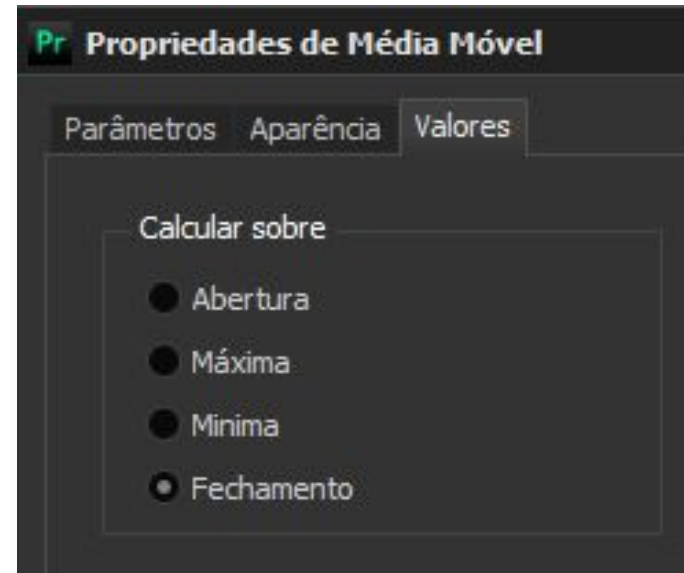 Pr Propriedades de Média Móvel
Parâmetros Aparência Valores
Calcular sobre
Abertura
Máxima
Minima
Fechamento